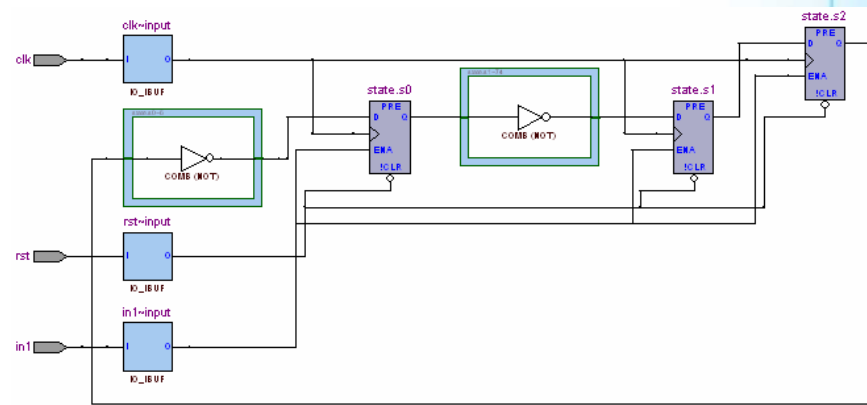 clk~input
clk
I O
IO_IBUF
state.s2
PRE
D Q
ENA
!CLR
state.s0
PRE
D Q
ENA
!CLR
COMB (NOT)
state.s1
PRE
D Q
ENA
!CLR
COMB (NOT)
rst~input
rst
I O
IO_IBUF
in1~input
in1
I O
IO_IBUF